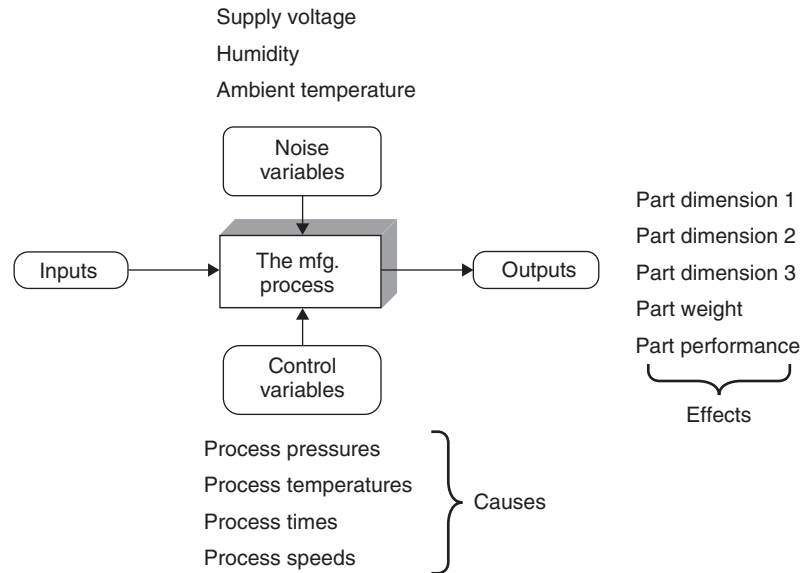 Supply voltage
Humidity
Ambient temperature
Noise
variables
Inputs
The mfg.
process
Outputs
Part dimension 1
Part dimension 2
Part dimension 3
Part weight
Part performance
Effects
Control
variables
Process pressures
Process temperatures
Process times
Process speeds
Causes